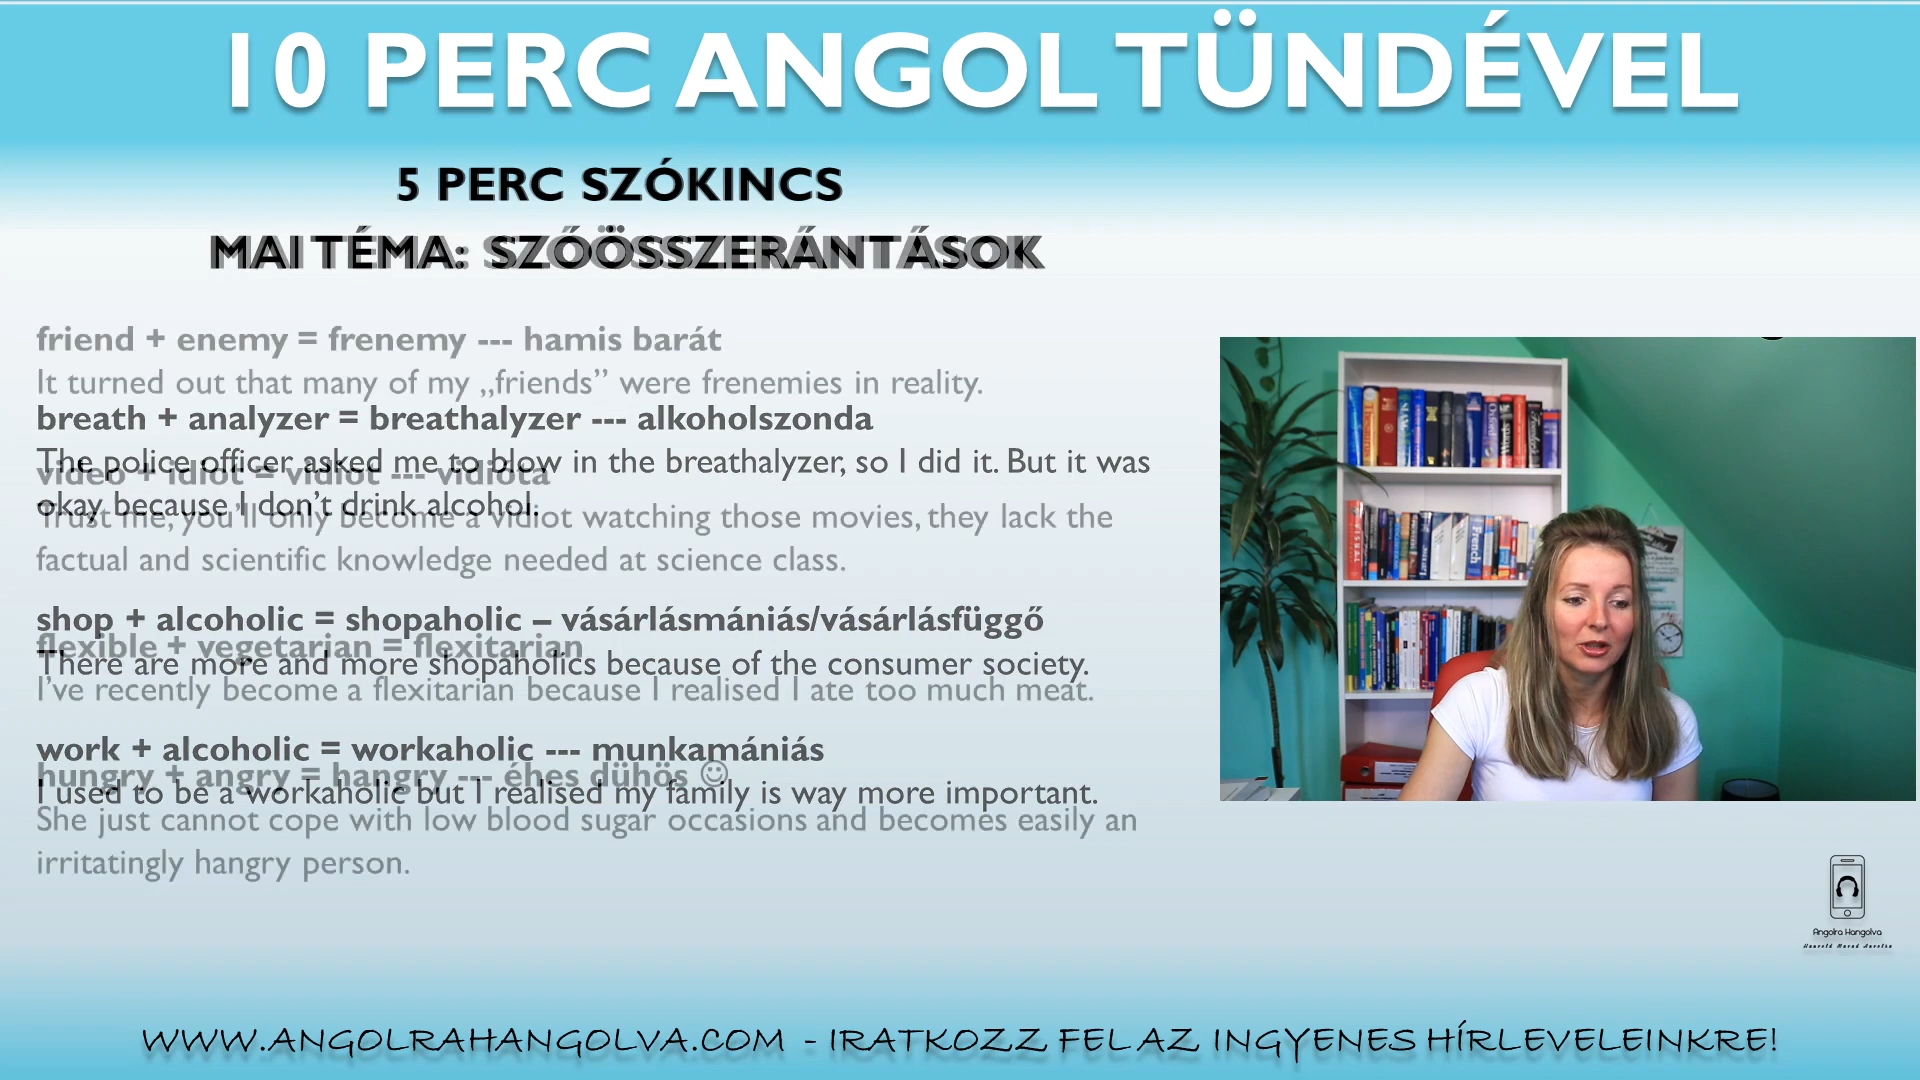 10 PERC ANGOL TÜNDÉVEL
5 PERC SZÓKINCS
MAI TÉMA: SZÓÖSSZERÁNTÁSOK
friend + enemy = frenemy --- hamis barát
It turned out that many of my „friends” were frenemies in reality.
breath + analyzer = breathalyzer --- alkoholszonda
The police officer asked me to blow in the breathalyzer, so I did it. But it was
okay because I don’t drink alcohol.
video + idiot = vidiot --- vidióta
Trust me, you’ll only become a vidiot watching those movies, they lack the
factual and scientific knowledge needed at science class.
shop + alcoholic = shopaholic – vásárlásmániás/vásárlásfüggő
There are more and more shopaholics because of the consumer society.
flexible + vegetarian = flexitarian
I’ve recently become a flexitarian because I realised I ate too much meat.
work + alcoholic = workaholic --- munkamániás
I used to be a workaholic but I realised my family is way more important.
hungry + angry = hangry --- éhes dühös ☺
She just cannot cope with low blood sugar occasions and becomes easily an
irritatingly hangry person.
French
Angolra Hangolva
WWW.ANGOLRAHANGOLVA.COM - IRATKOZZ FEL AZ INGYENES HÍRLEVELEINKRE!